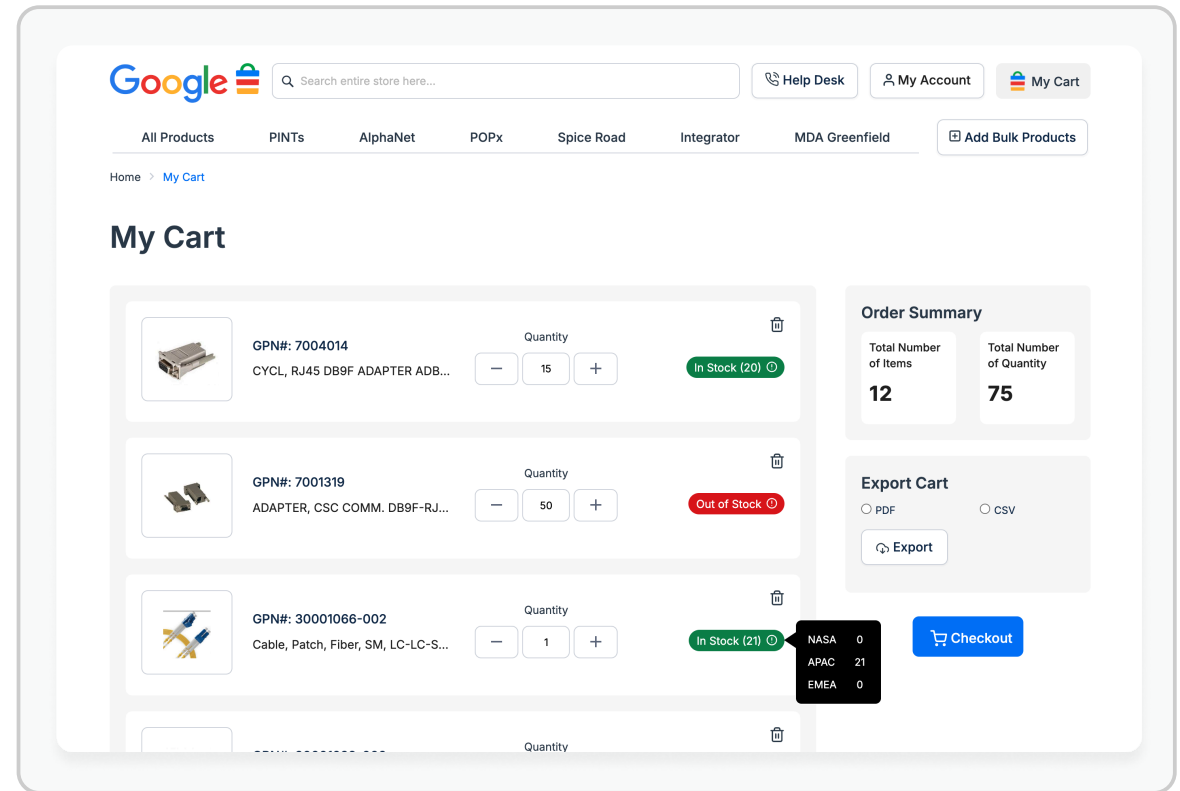 Google
Search entire store here...
Help Desk
My Account
My Cart
All Products
PINTs
AlphaNet
POPx
Spice Road
Integrator
MDA Greenfield
Add Bulk Products
Home > My Cart
My Cart
GPN#: 7004014
CYCL, RJ45 DB9F ADAPTER ADB...
Quantity
15
In Stock (20)
GPN#: 7001319
ADAPTER, CSC COMM. DB9F-RJ...
Quantity
50
Out of Stock
GPN#: 30001066-002
Cable, Patch, Fiber, SM, LC-LC-S...
Quantity
1
In Stock (21)
NASA 0
APAC 21
EMEA 0
Quantity
Order Summary
Total Number
of Items
12
Total Number
of Quantity
75
Export Cart
PDF
CSV
Export
Checkout